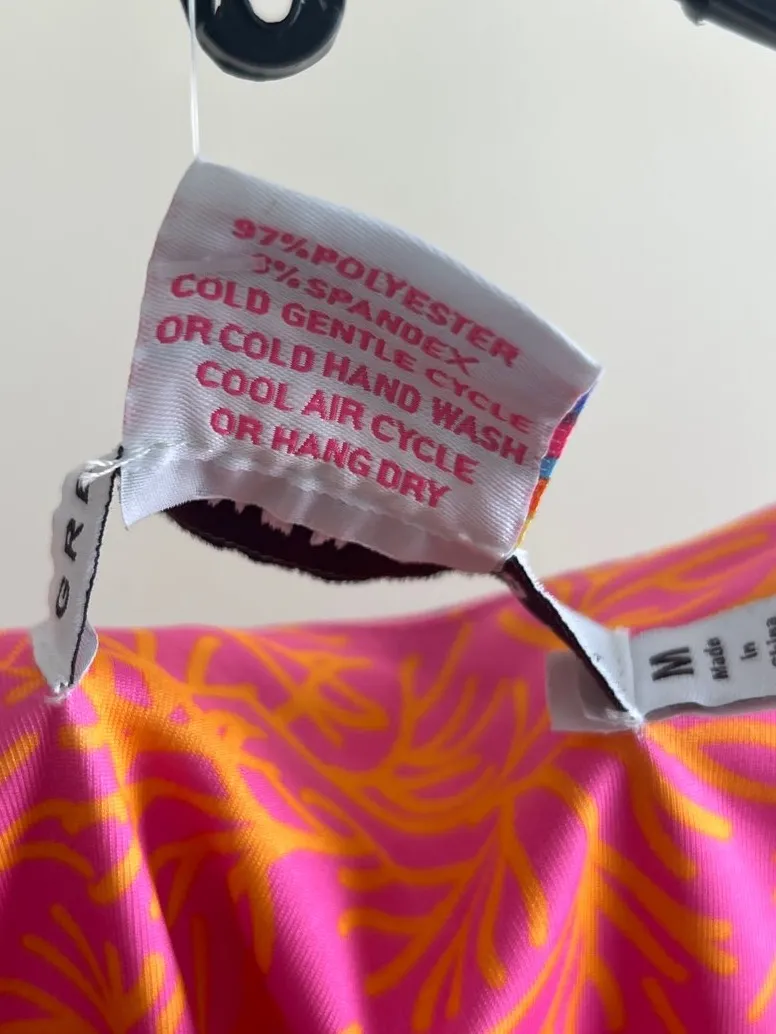 97%POLYESTER
3%SPANDEX
COLD GENTLE CYCLE
OR COLD HAND WASH
COOL AIR CYCLE
OR HANG DRY
GRE
M
Made
in